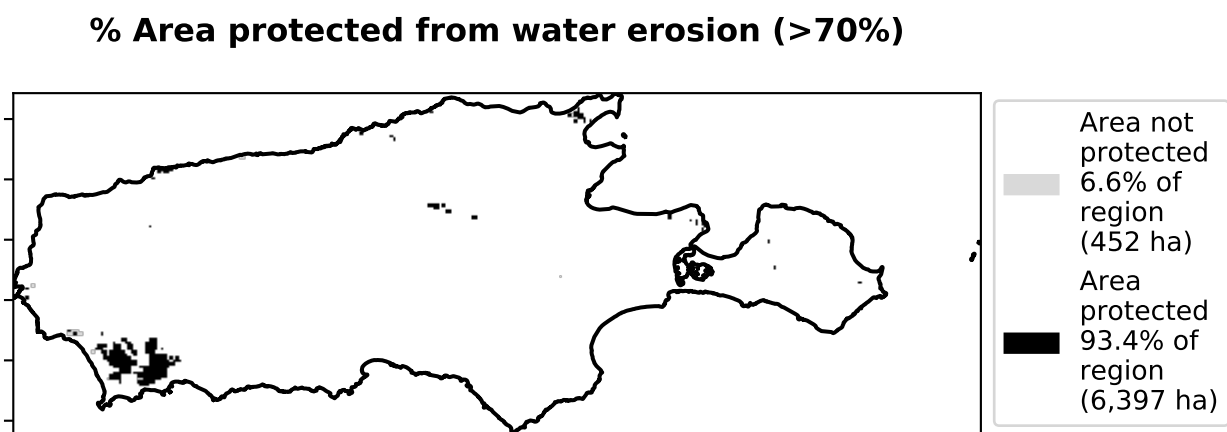 % Area protected from water erosion (>70%)
Area not
protected
6.6% of
region
(452 ha)
Area
protected
93.4% of
region
(6,397 ha)